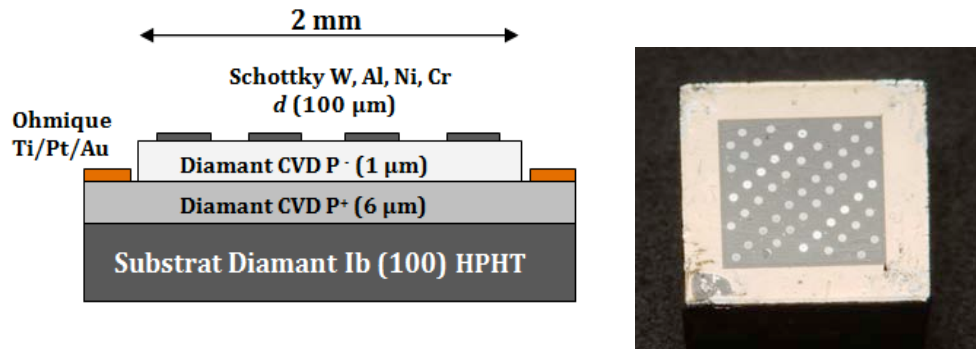 2 mm
Schottky W, Al, Ni, Cr
d (100 µm)
Ohmique
Ti/Pt/Au
Diamant CVD P - (1 µm)
Diamant CVD P+ (6 µm)
Substrat Diamant Ib (100) HPHT